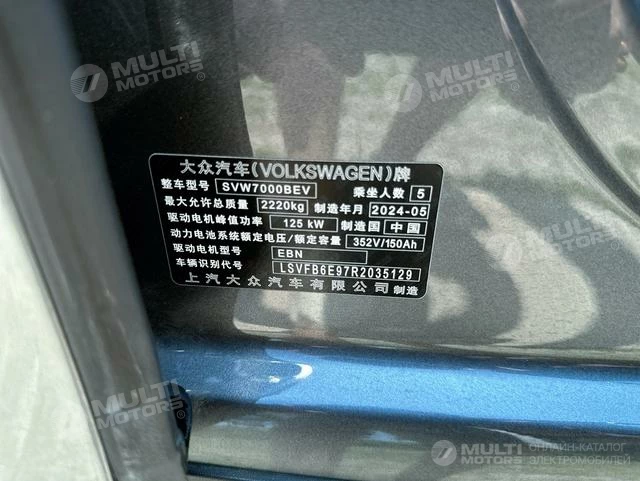 MULTI MOTORS
MULTI MOTORS
大众汽车(VOLKSWAGEN)牌
整车型号 SVW7000BEV 乘坐人数 5
最大允许总质量 2220kg 制造年月 2024-05
驱动电机峰值功率 125 kW 制造国 中国
动力电池系统额定电压/额定容量 352V/150Ah
驱动电机型号 EBN
车辆识别代号 LSVFB6E97R2035129
上汽大众汽车有限公司 制造
MULTI MOTORS
MULTI MOTORS ОНЛАЙН-КАТАЛОГ ЭЛЕКТРОМОБИЛЕЙ